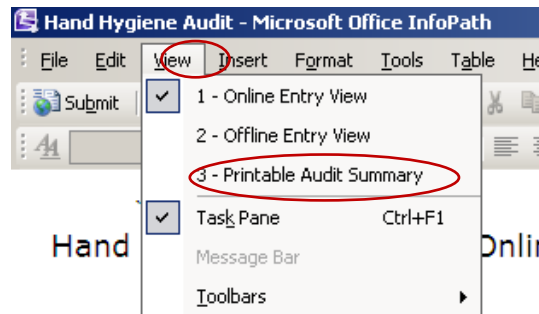 Hand Hygiene Audit - Microsoft Office InfoPath
File Edit View Insert Format Tools Table
Submit
1 - Online Entry View
2 - Offline Entry View
3 - Printable Audit Summary
Task Pane Ctrl+F1
Hand
Message Bar
Toolbars